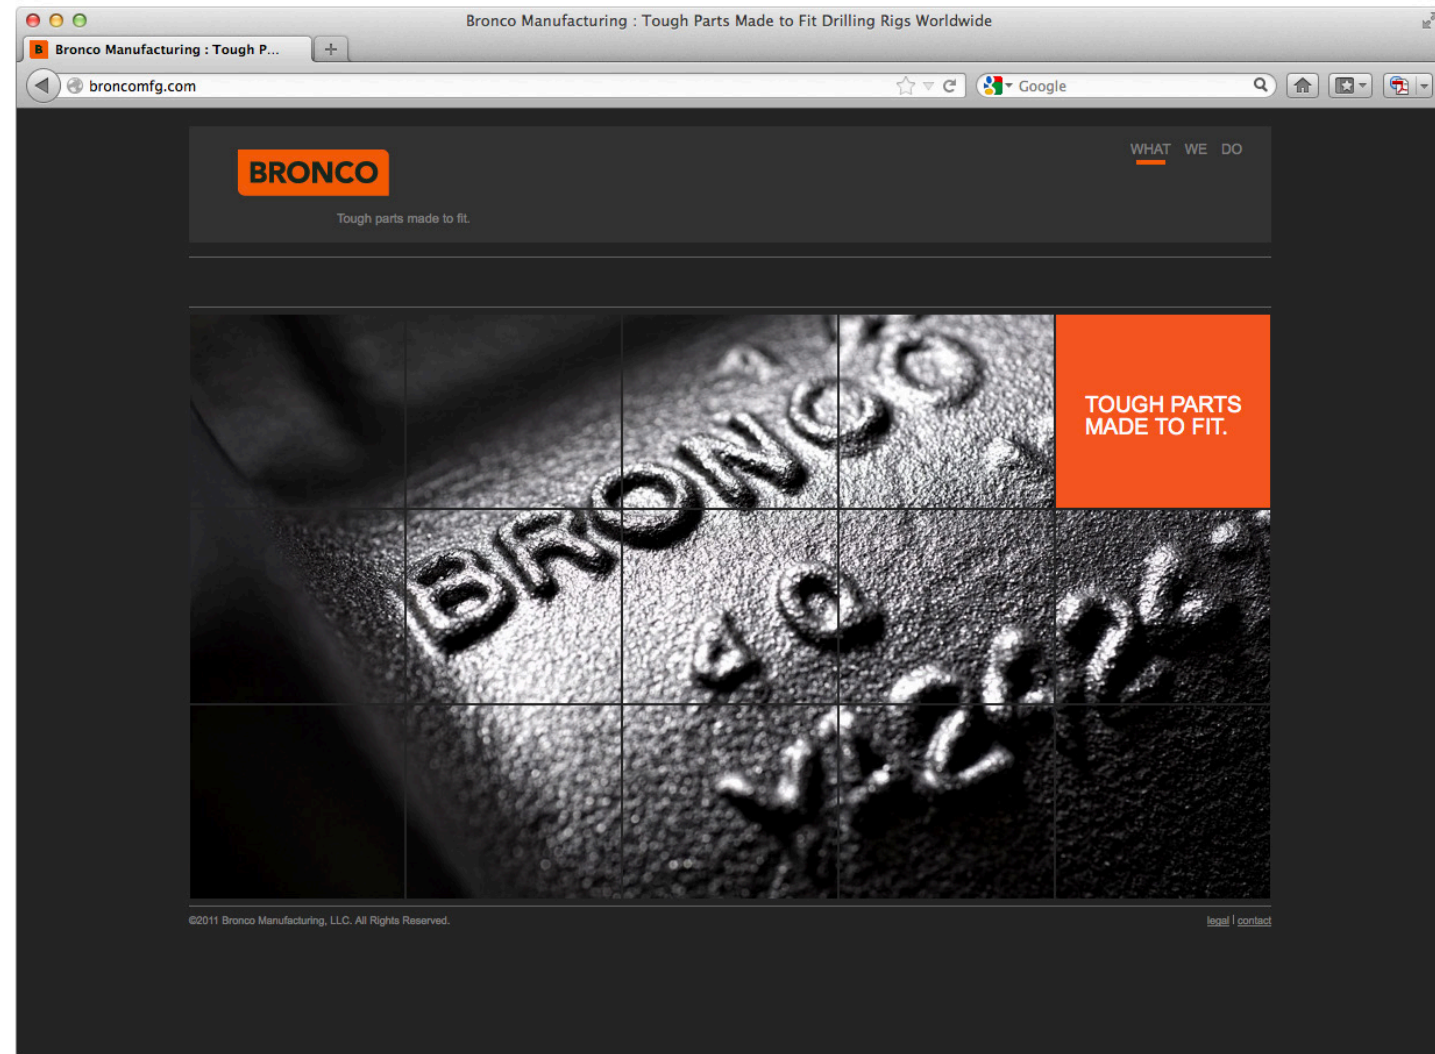 Bronco Manufacturing : Tough Parts Made to Fit Drilling Rigs Worldwide
B Bronco Manufacturing : Tough P...
broncomfg.com
Google
WHAT WE DO
BRONCO
Tough parts made to fit.
TOUGH PARTS
MADE TO FIT.
BRONCO
©2011 Bronco Manufacturing, LLC. All Rights Reserved.
legal | contact